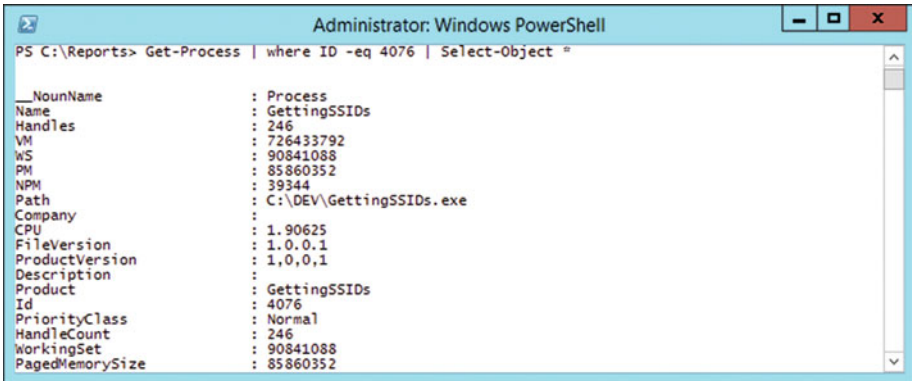 Administrator: Windows PowerShell
PS C:\Reports> Get-Process | where ID -eq 4076 | Select-Object *
__NounName : Process
Name : GettingSSIDs
Handles : 246
VM : 726433792
WS : 90841088
PM : 85860352
NPM : 39344
Path : C:\DEV\GettingSSIDs.exe
Company :
CPU : 1.90625
FileVersion : 1.0.0.1
ProductVersion : 1,0,0,1
Description :
Product : GettingSSIDs
Id : 4076
PriorityClass : Normal
HandleCount : 246
WorkingSet : 90841088
PagedMemorySize : 85860352